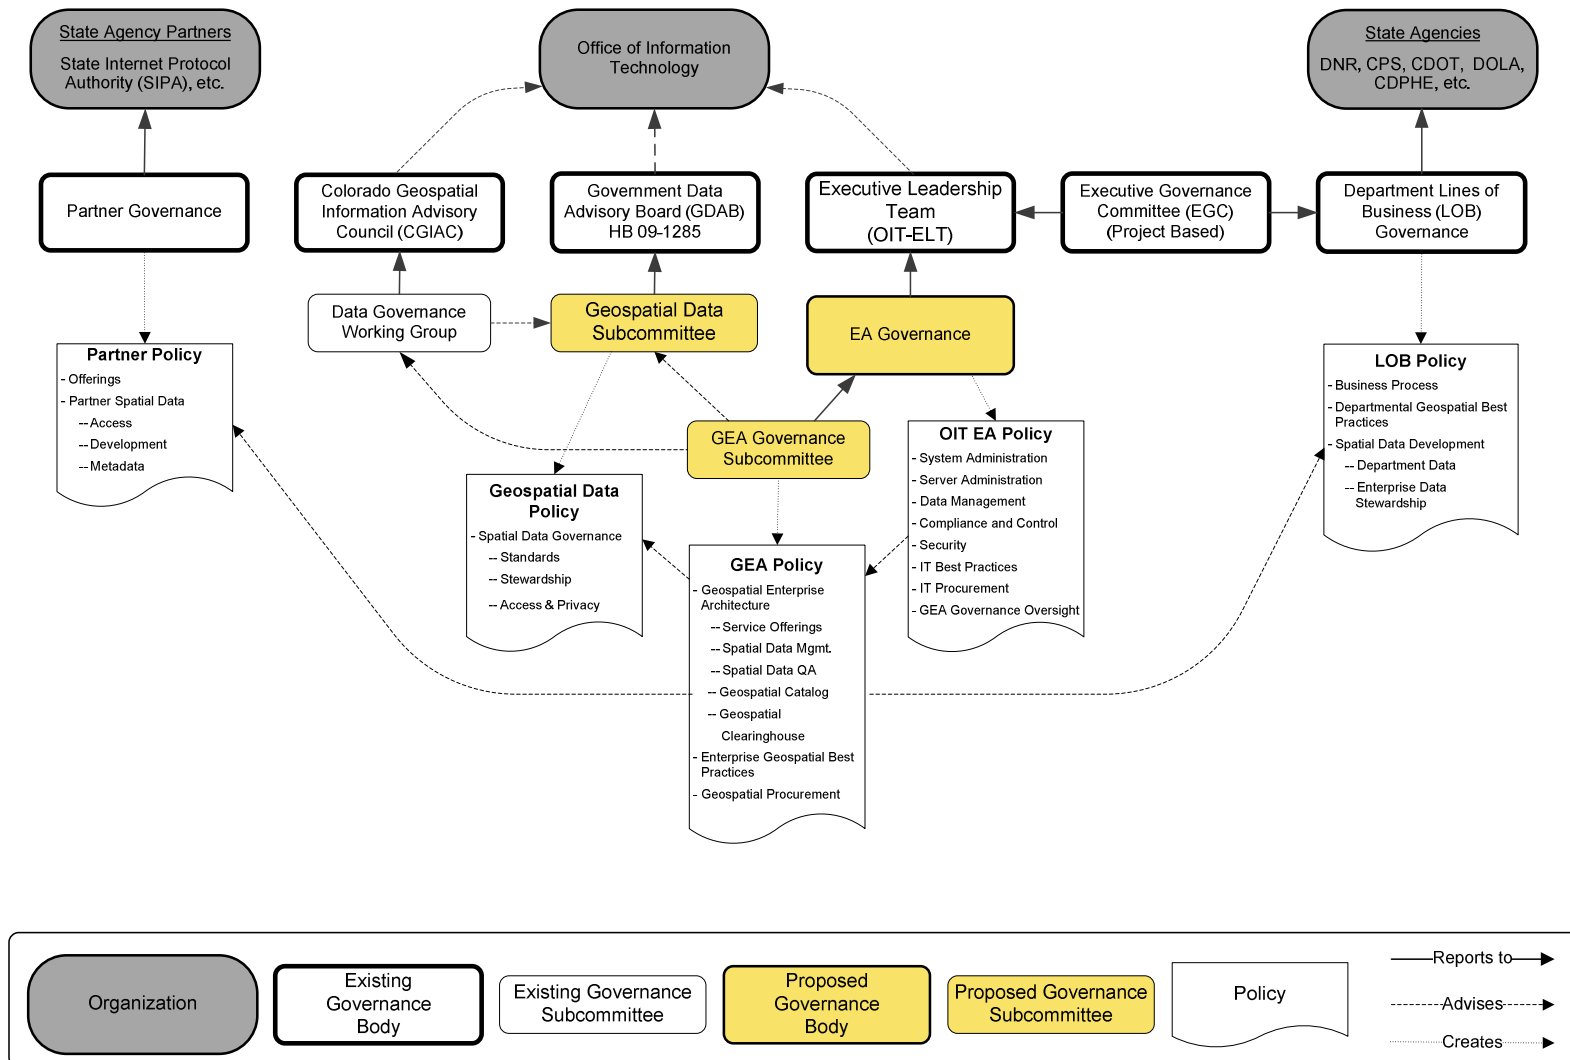 State Agency Partners
State Internet Protocol
Authority (SIPA), etc.
Office of Information
Technology
State Agencies
DNR, CPS, CDOT, DOLA,
CDPHE, etc.
Partner Governance
Colorado Geospatial
Information Advisory
Council (CGIAC)
Government Data
Advisory Board (GDAB)
HB 09-1285
Executive Leadership
Team
(OIT-ELT)
Executive Governance
Committee (EGC)
(Project Based)
Department Lines of
Business (LOB)
Governance
Data Governance
Working Group
Geospatial Data
Subcommittee
EA Governance
GEA Governance
Subcommittee
Partner Policy
- Offerings
- Partner Spatial Data
-- Access
-- Development
-- Metadata
Geospatial Data
Policy
- Spatial Data Governance
-- Standards
-- Stewardship
-- Access & Privacy
GEA Policy
- Geospatial Enterprise
Architecture
-- Service Offerings
-- Spatial Data Mgmt.
-- Spatial Data QA
-- Geospatial Catalog
-- Geospatial
Clearinghouse
- Enterprise Geospatial Best
Practices
- Geospatial Procurement
OIT EA Policy
- System Administration
- Server Administration
- Data Management
- Compliance and Control
- Security
- IT Best Practices
- IT Procurement
- GEA Governance Oversight
LOB Policy
- Business Process
- Departmental Geospatial Best
Practices
- Spatial Data Development
-- Department Data
-- Enterprise Data
Stewardship
Organization
Existing
Governance
Body
Existing Governance
Subcommittee
Proposed
Governance
Body
Proposed Governance
Subcommittee
Policy
Reports to
Advises
Creates